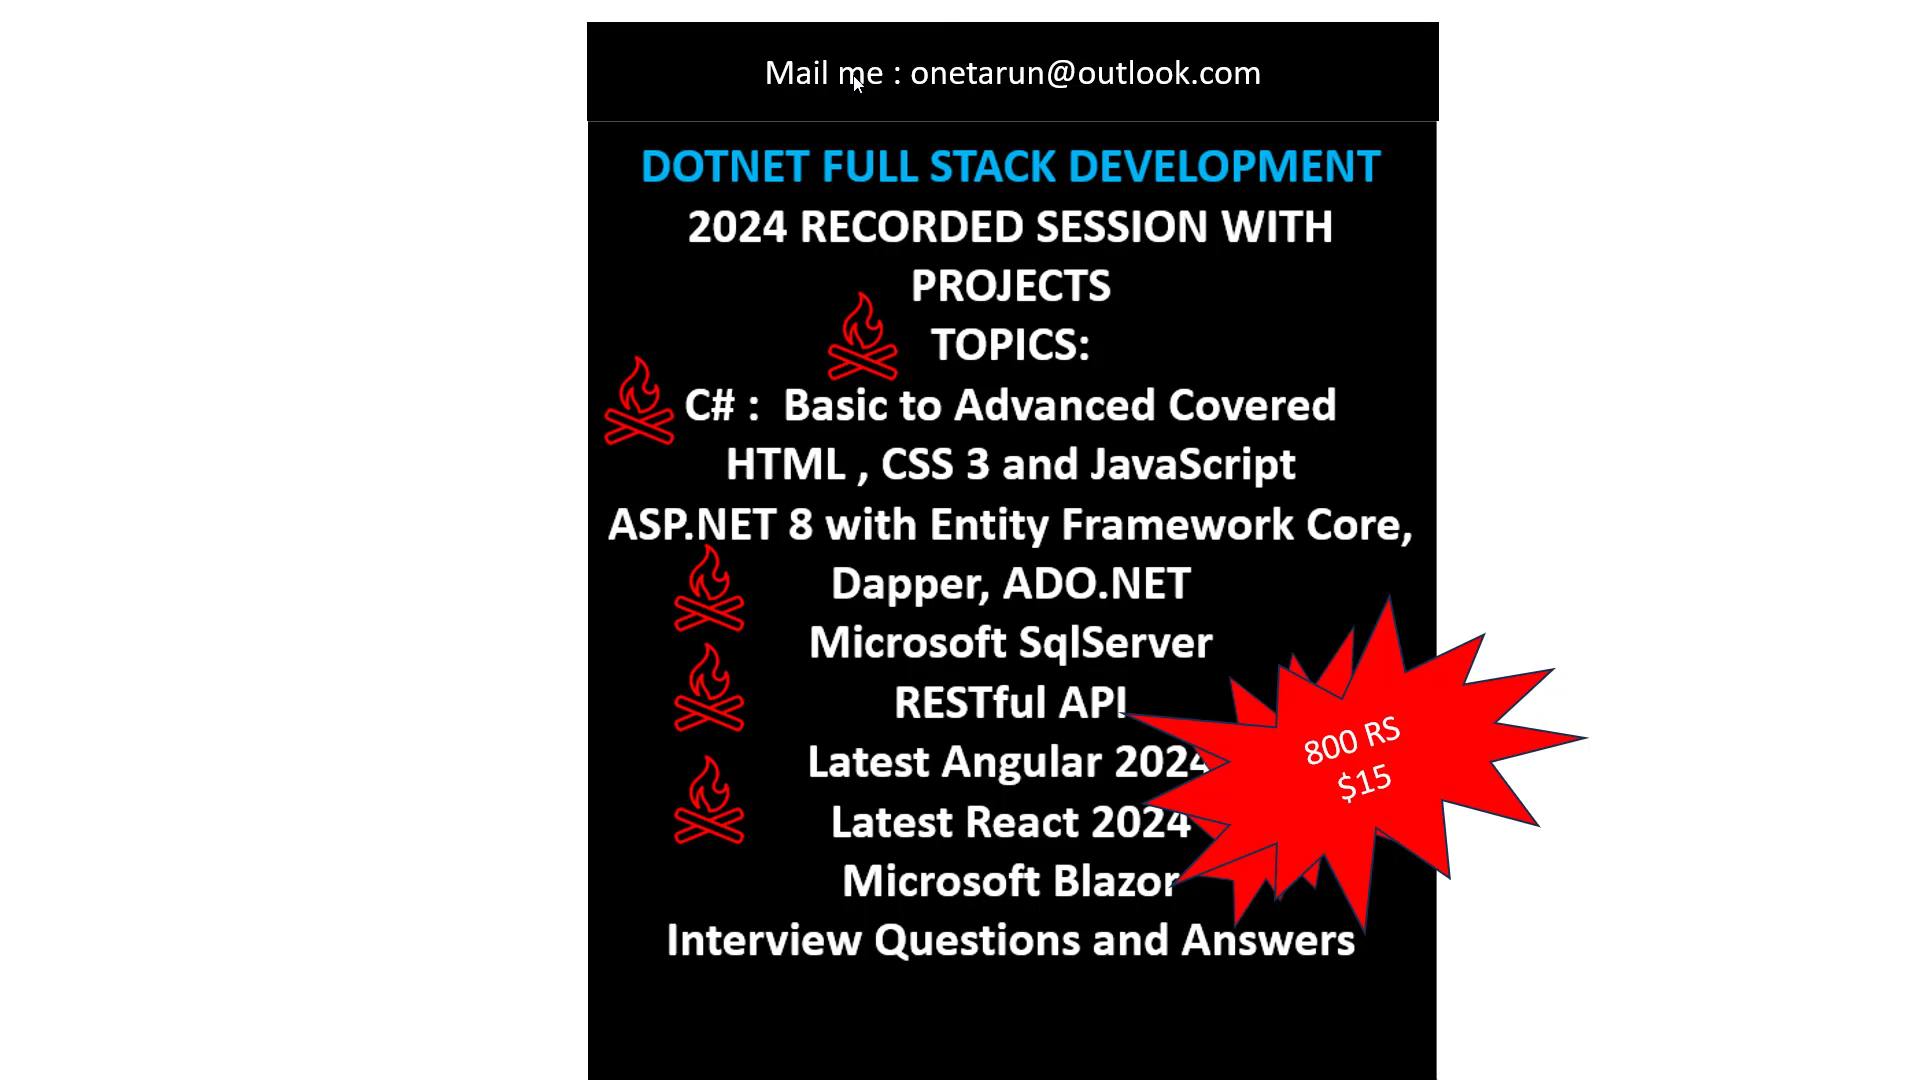 Mail me : onetarun@outlook.com
DOTNET FULL STACK DEVELOPMENT
2024 RECORDED SESSION WITH
PROJECTS
TOPICS:
C# :  Basic to Advanced Covered
HTML , CSS 3 and JavaScript
ASP.NET 8 with Entity Framework Core,
Dapper, ADO.NET
Microsoft SqlServer
RESTful API
Latest Angular 2024
Latest React 2024
Microsoft Blazor
Interview Questions and Answers
800 RS
$15